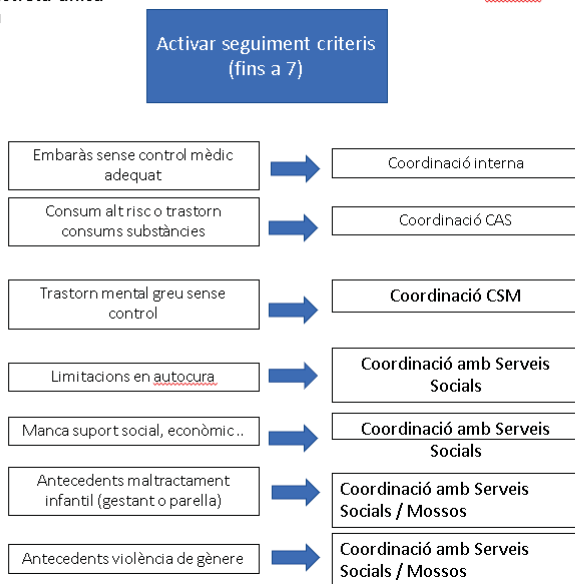 Activar seguiment criteris
(fins a 7)
Embaràs sense control mèdic
adequat
Coordinació interna
Consum alt risc o trastorn
consums substàncies
Coordinació CAS
Trastorn mental greu sense
control
Coordinació CSM
Limitacions en autocura
Coordinació amb Serveis
Socials
Manca suport social, econòmic..
Coordinació amb Serveis
Socials
Antecedents maltractament
infantil (gestant o parella)
Coordinació amb Serveis
Socials / Mossos
Antecedents violència de gènere
Coordinació amb Serveis
Socials / Mossos